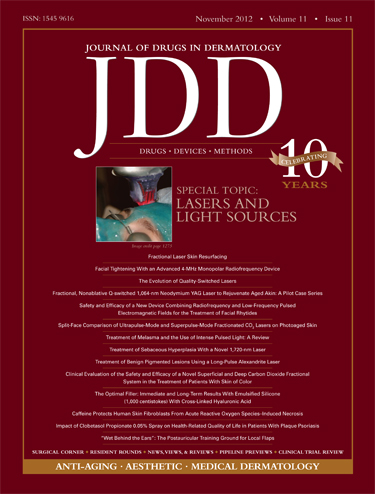 ISSN: 1545 9616
November 2012 • Volume 11 • Issue 11
JOURNAL OF DRUGS IN DERMATOLOGY
JDD
DRUGS • DEVICES • METHODS
CELEBRATING
10
YEARS
SPECIAL TOPIC:
LASERS AND
LIGHT SOURCES
Fractional Laser Skin Resurfacing
Facial Tightening With an Advanced 4-MHz Monopolar Radiofrequency Device
The Evolution of Quality-Switched Lasers
Fractional, Nonablative Q-switched 1,064-nm Neodymium YAG Laser to Rejuvenate Aged Skin: A Pilot Case Series
Safety and Efficacy of a New Device Combining Radiofrequency and Low-Frequency Pulsed
Electromagnetic Fields for the Treatment of Facial Rhytides
Split-Face Comparison of Ultrapulse-Mode and Superpulse-Mode Fractionated CO₂ Lasers on Photoaged Skin
Treatment of Melasma and the Use of Intense Pulsed Light: A Review
Treatment of Sebaceous Hyperplasia With a Novel 1,720-nm Laser
Treatment of Benign Pigmented Lesions Using a Long-Pulse Alexandrite Laser
Clinical Evaluation of the Safety and Efficacy of a Novel Superficial and Deep Carbon Dioxide Fractional
System in the Treatment of Patients With Skin of Color
The Optimal Filler: Immediate and Long-Term Results With Emulsified Silicone
(1,000 centistokes) With Cross-Linked Hyaluronic Acid
Caffeine Protects Human Skin Fibroblasts From Acute Reactive Oxygen Species-Induced Necrosis
Impact of Clobetasol Propionate 0.05% Spray on Health-Related Quality of Life in Patients With Plaque Psoriasis
"Wet Behind the Ears": The Postauricular Training Ground for Local Flaps
SURGICAL CORNER • RESIDENT ROUNDS • NEWS, VIEWS, & REVIEWS • PIPELINE PREVIEWS • CLINICAL TRIAL REVIEW
ANTI-AGING • AESTHETIC • MEDICAL DERMATOLOGY